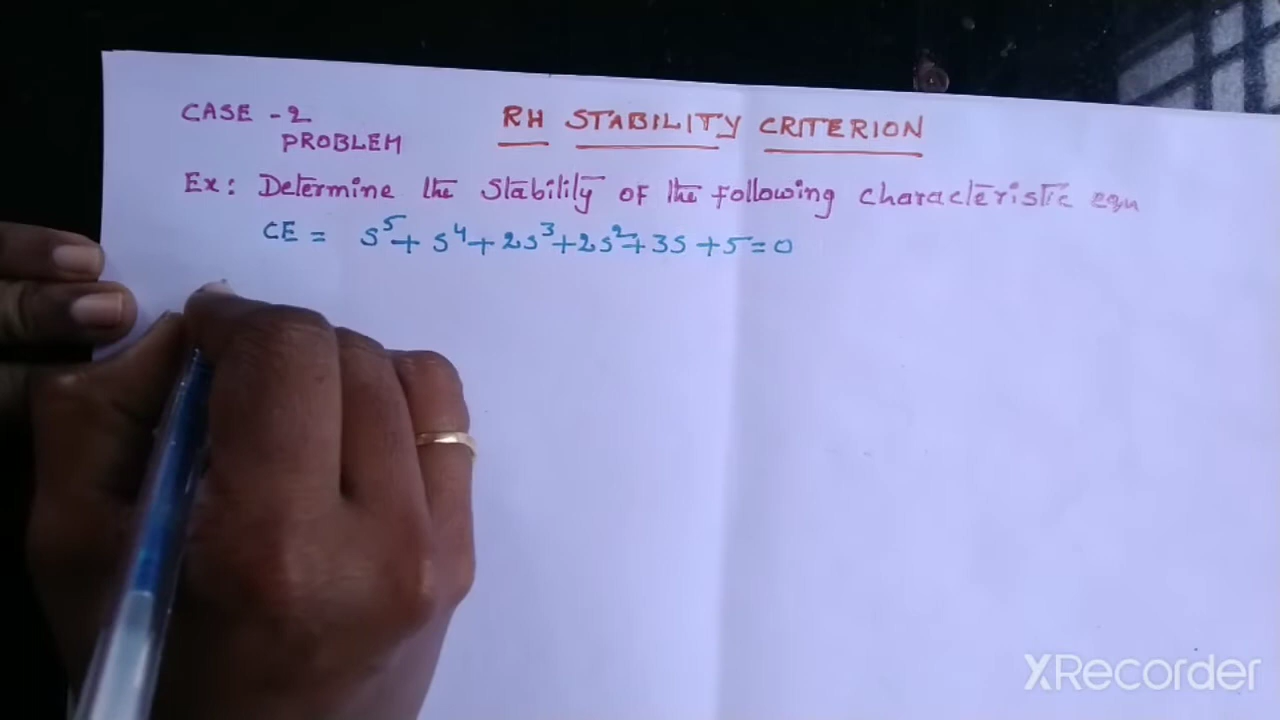 CASE - 2 RH STABILITY CRITERION
PROBLEM
Ex: Determine the Stability of the following characteristic equ
CE = s⁵ + s⁴ + 2s³ + 2s² + 3s + 5 = 0
XRecorder